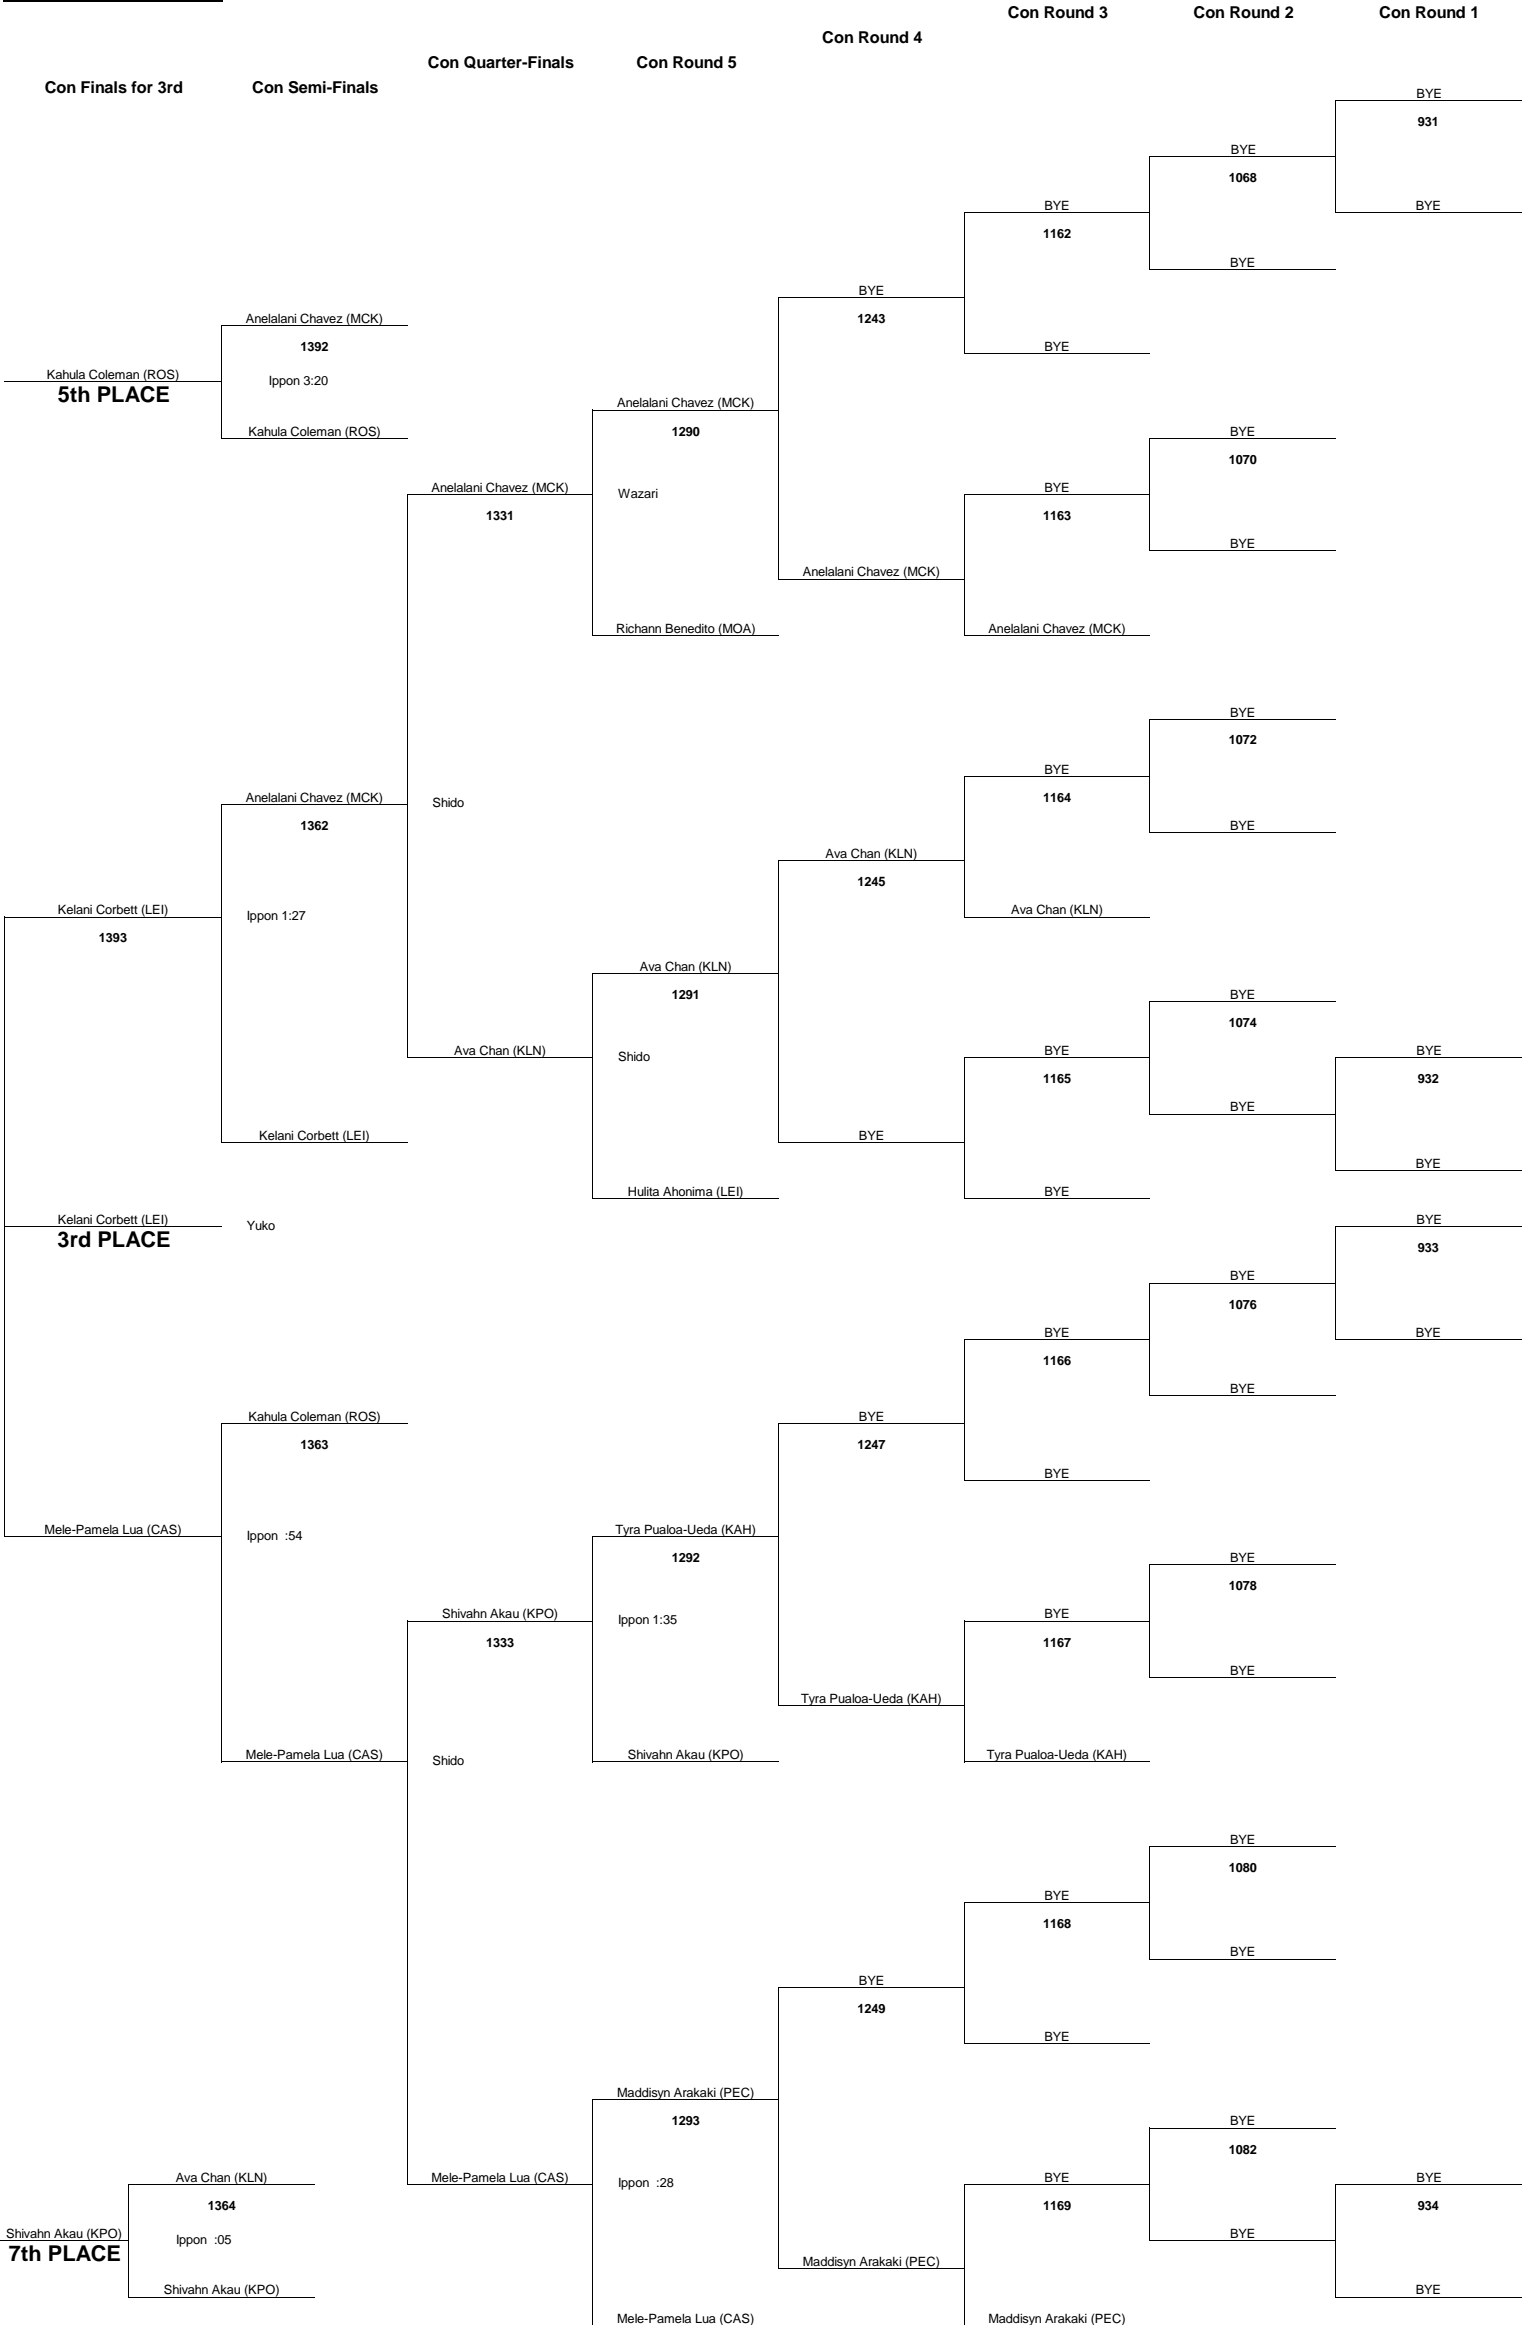 Con Round 3 Con Round 2 Con Round 1
Con Round 4
Con Quarter-Finals Con Round 5
Con Finals for 3rd Con Semi-Finals
BYE
931
BYE
1068
BYE BYE
1162
BYE
BYE
Anelalani Chavez (MCK) 1243
1392 BYE
Kahula Coleman (ROS) Ippon 3:20
5th PLACE
Anelalani Chavez (MCK)
Kahula Coleman (ROS) 1290 BYE
1070
Anelalani Chavez (MCK) Wazari BYE
1331 1163
BYE
Anelalani Chavez (MCK)
Richann Benedito (MOA) Anelalani Chavez (MCK)
BYE
1072
BYE
Anelalani Chavez (MCK) Shido 1164
1362 BYE
Ava Chan (KLN)
1245
Kelani Corbett (LEI) Ippon 1:27 Ava Chan (KLN)
1393
Ava Chan (KLN)
1291 BYE
1074
Ava Chan (KLN) Shido BYE BYE
1165 932
BYE
Kelani Corbett (LEI) BYE
BYE
Hulita Ahonima (LEI) BYE
Kelani Corbett (LEI) Yuko BYE
3rd PLACE 933
BYE
1076
BYE BYE
1166
BYE
Kahula Coleman (ROS) BYE
1363 1247
BYE
Mele-Pamela Lua (CAS) Ippon :54 Tyra Pualoa-Ueda (KAH)
1292 BYE
1078
Shivahn Akau (KPO) Ippon 1:35 BYE
1333 1167
BYE
Tyra Pualoa-Ueda (KAH)
Mele-Pamela Lua (CAS) Shido Shivahn Akau (KPO) Tyra Pualoa-Ueda (KAH)
BYE
1080
BYE
1168
BYE
BYE
1249
BYE
Maddisyn Arakaki (PEC)
1293 BYE
1082
Ava Chan (KLN) Mele-Pamela Lua (CAS) Ippon :28 BYE BYE
1364 1169 934
Shivahn Akau (KPO) Ippon :05 BYE
7th PLACE
Maddisyn Arakaki (PEC)
Shivahn Akau (KPO) BYE
Mele-Pamela Lua (CAS) Maddisyn Arakaki (PEC)